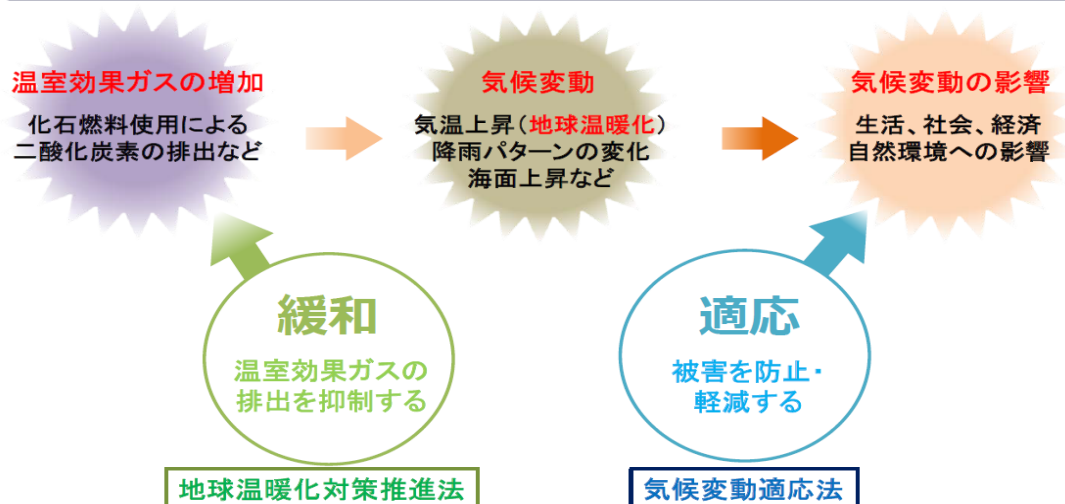 温室効果ガスの増加
化石燃料使用による
二酸化炭素の排出など
気候変動
気温上昇(地球温暖化)
降雨パターンの変化
海面上昇など
気候変動の影響
生活、社会、経済
自然環境への影響
緩和
温室効果ガスの
排出を抑制する
地球温暖化対策推進法
適応
被害を防止・
軽減する
気候変動適応法